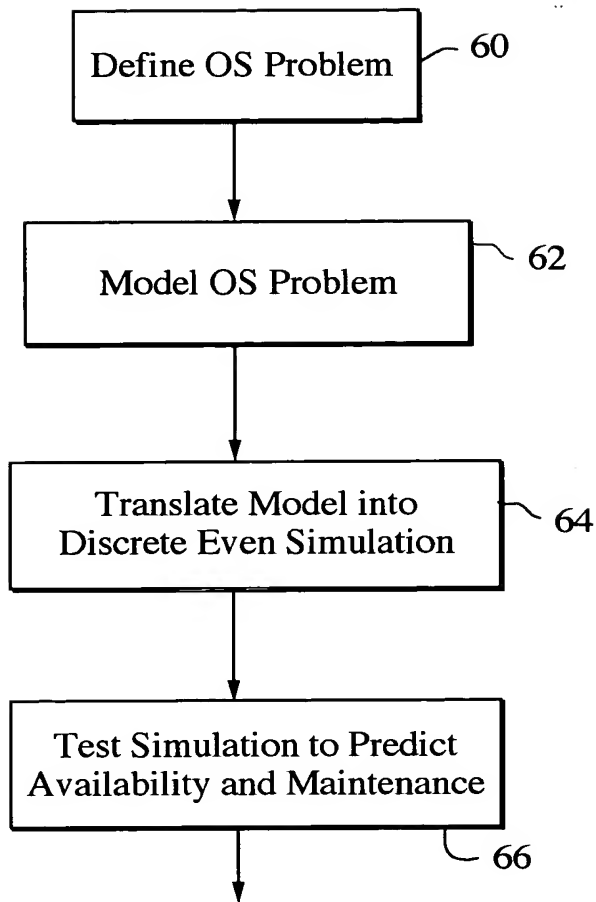 Define OS Problem
60
Model OS Problem
62
Translate Model into
Discrete Even Simulation
64
Test Simulation to Predict
Availability and Maintenance
66